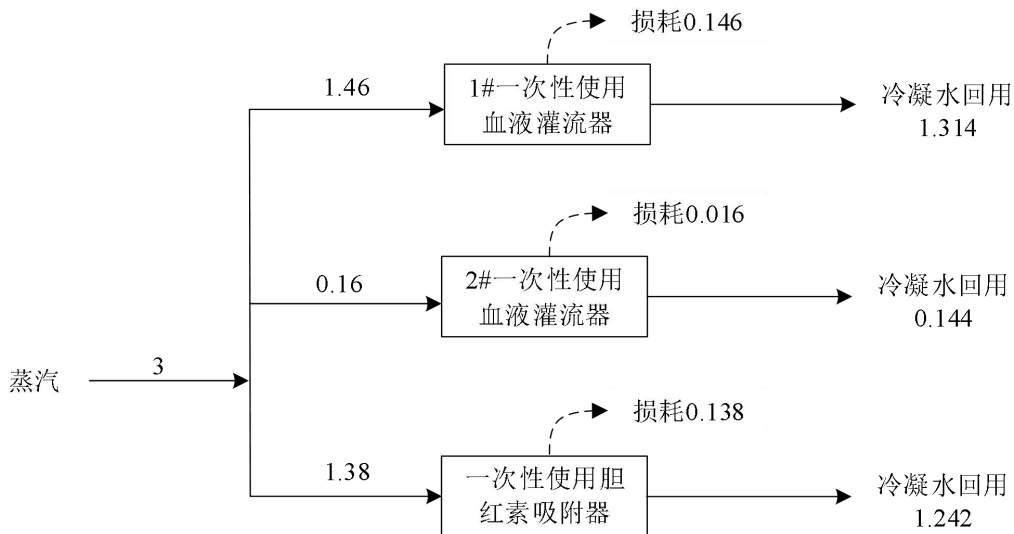 损耗0.146
1.46
1#一次性使用
血液灌流器
冷凝水回用
1.314
损耗0.016
0.16
2#一次性使用
血液灌流器
冷凝水回用
0.144
蒸汽
3
损耗0.138
1.38
一次性使用胆
红素吸附器
冷凝水回用
1.242